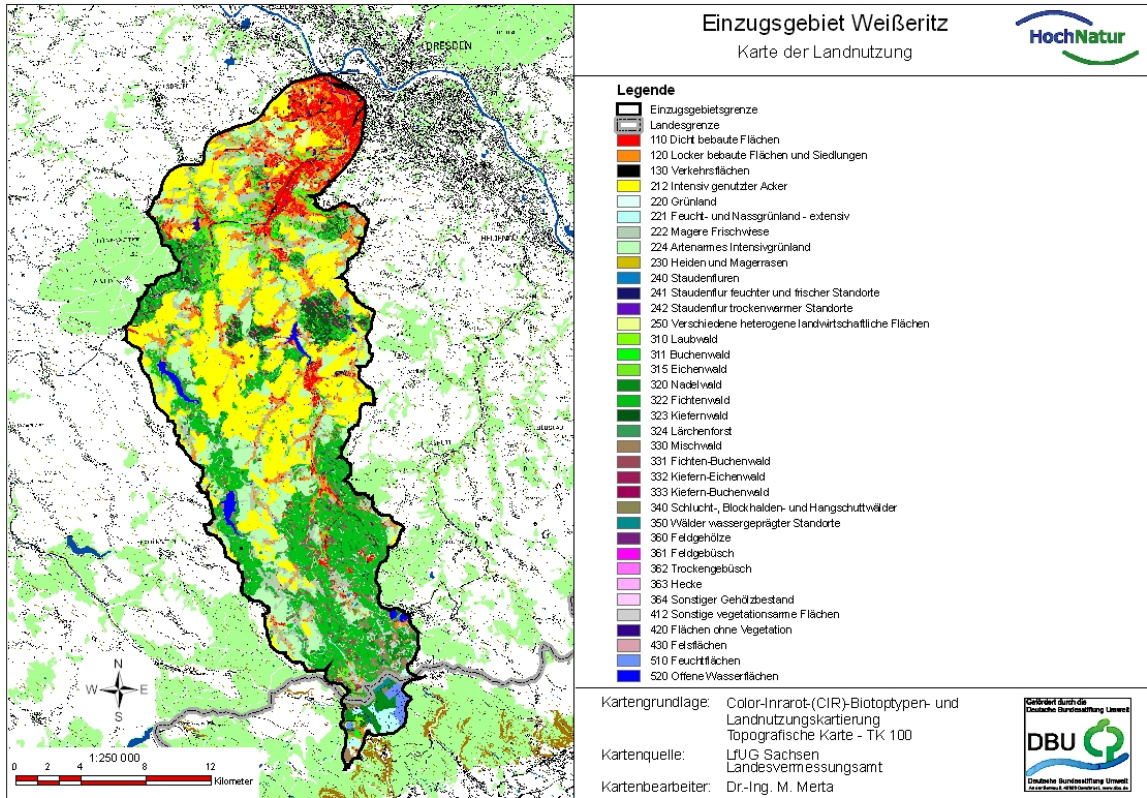 Einzugsgebiet Weißeritz
Karte der Landnutzung
HochNatur
Legende
Einzugsgebietsgrenze
Landesgrenze
110 Dicht bebaute Flächen
120 Locker bebaute Flächen und Siedlungen
130 Verkehrsflächen
212 Intensiv genutzter Acker
220 Grünland
221 Feucht- und Nassgrünland - extensiv
222 Magere Frischwiese
224 Artenarmes Intensivgrünland
230 Heiden und Magerrasen
240 Staudenfluren
241 Staudenflur feuchter und frischer Standorte
242 Staudenflur trockenwarmer Standorte
250 Verschiedene heterogene landwirtschaftliche Flächen
310 Laubwald
311 Buchenwald
315 Eichenwald
320 Nadelwald
322 Fichtenwald
323 Kiefernwald
324 Lärchenforst
330 Mischwald
331 Fichten-Buchenwald
332 Kiefern-Eichenwald
333 Kiefern-Buchenwald
340 Schlucht-, Blockhalden- und Hangschuttwälder
350 Wälder wassergeprägter Standorte
360 Feldgehölze
361 Feldgebüsch
362 Trockengebüsch
363 Hecke
364 Sonstiger Gehölzbestand
412 Sonstige vegetationsarme Flächen
420 Flächen ohne Vegetation
430 Felsflächen
510 Feuchtflächen
520 Offene Wasserflächen
DRESDEN
N
W E
S
1:250 000
0 2 4 8 12
Kilometer
Kartengrundlage: Color-Inrarot-(CIR)-Biotoptypen- und
Landnutzungskartierung
Topografische Karte - TK 100
Kartenquelle: LfUG Sachsen
Landesvermessungsamt
Kartenbearbeiter: Dr.-Ing. M. Merta
Gefördert durch die
Deutsche Bundesstiftung Umwelt
DBU
Deutsche Bundesstiftung Umwelt